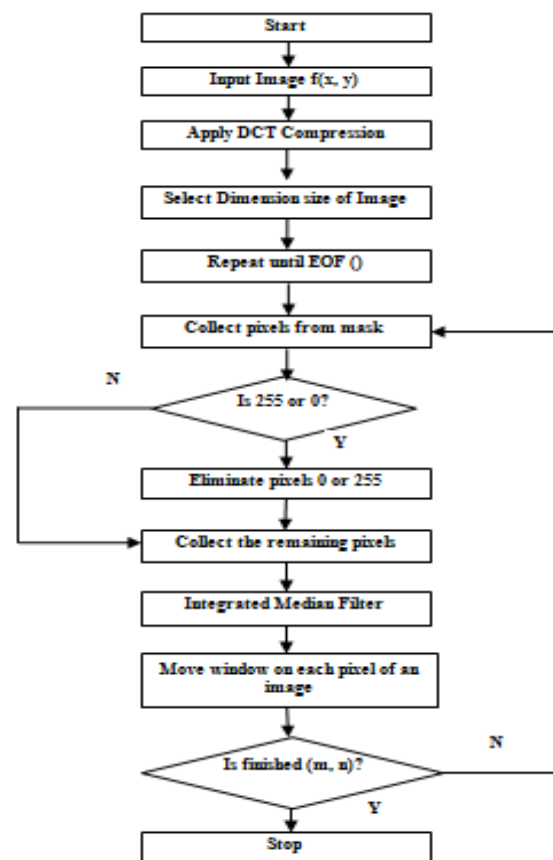 Start
Input Image f(x, y)
Apply DCT Compression
Select Dimension size of Image
Repeat until EOF ()
Collect pixels from mask
N
Is 255 or 0?
Y
Eliminate pixels 0 or 255
Collect the remaining pixels
Integrated Median Filter
Move window on each pixel of an
image
N
Is finished (m, n)?
Y
Stop